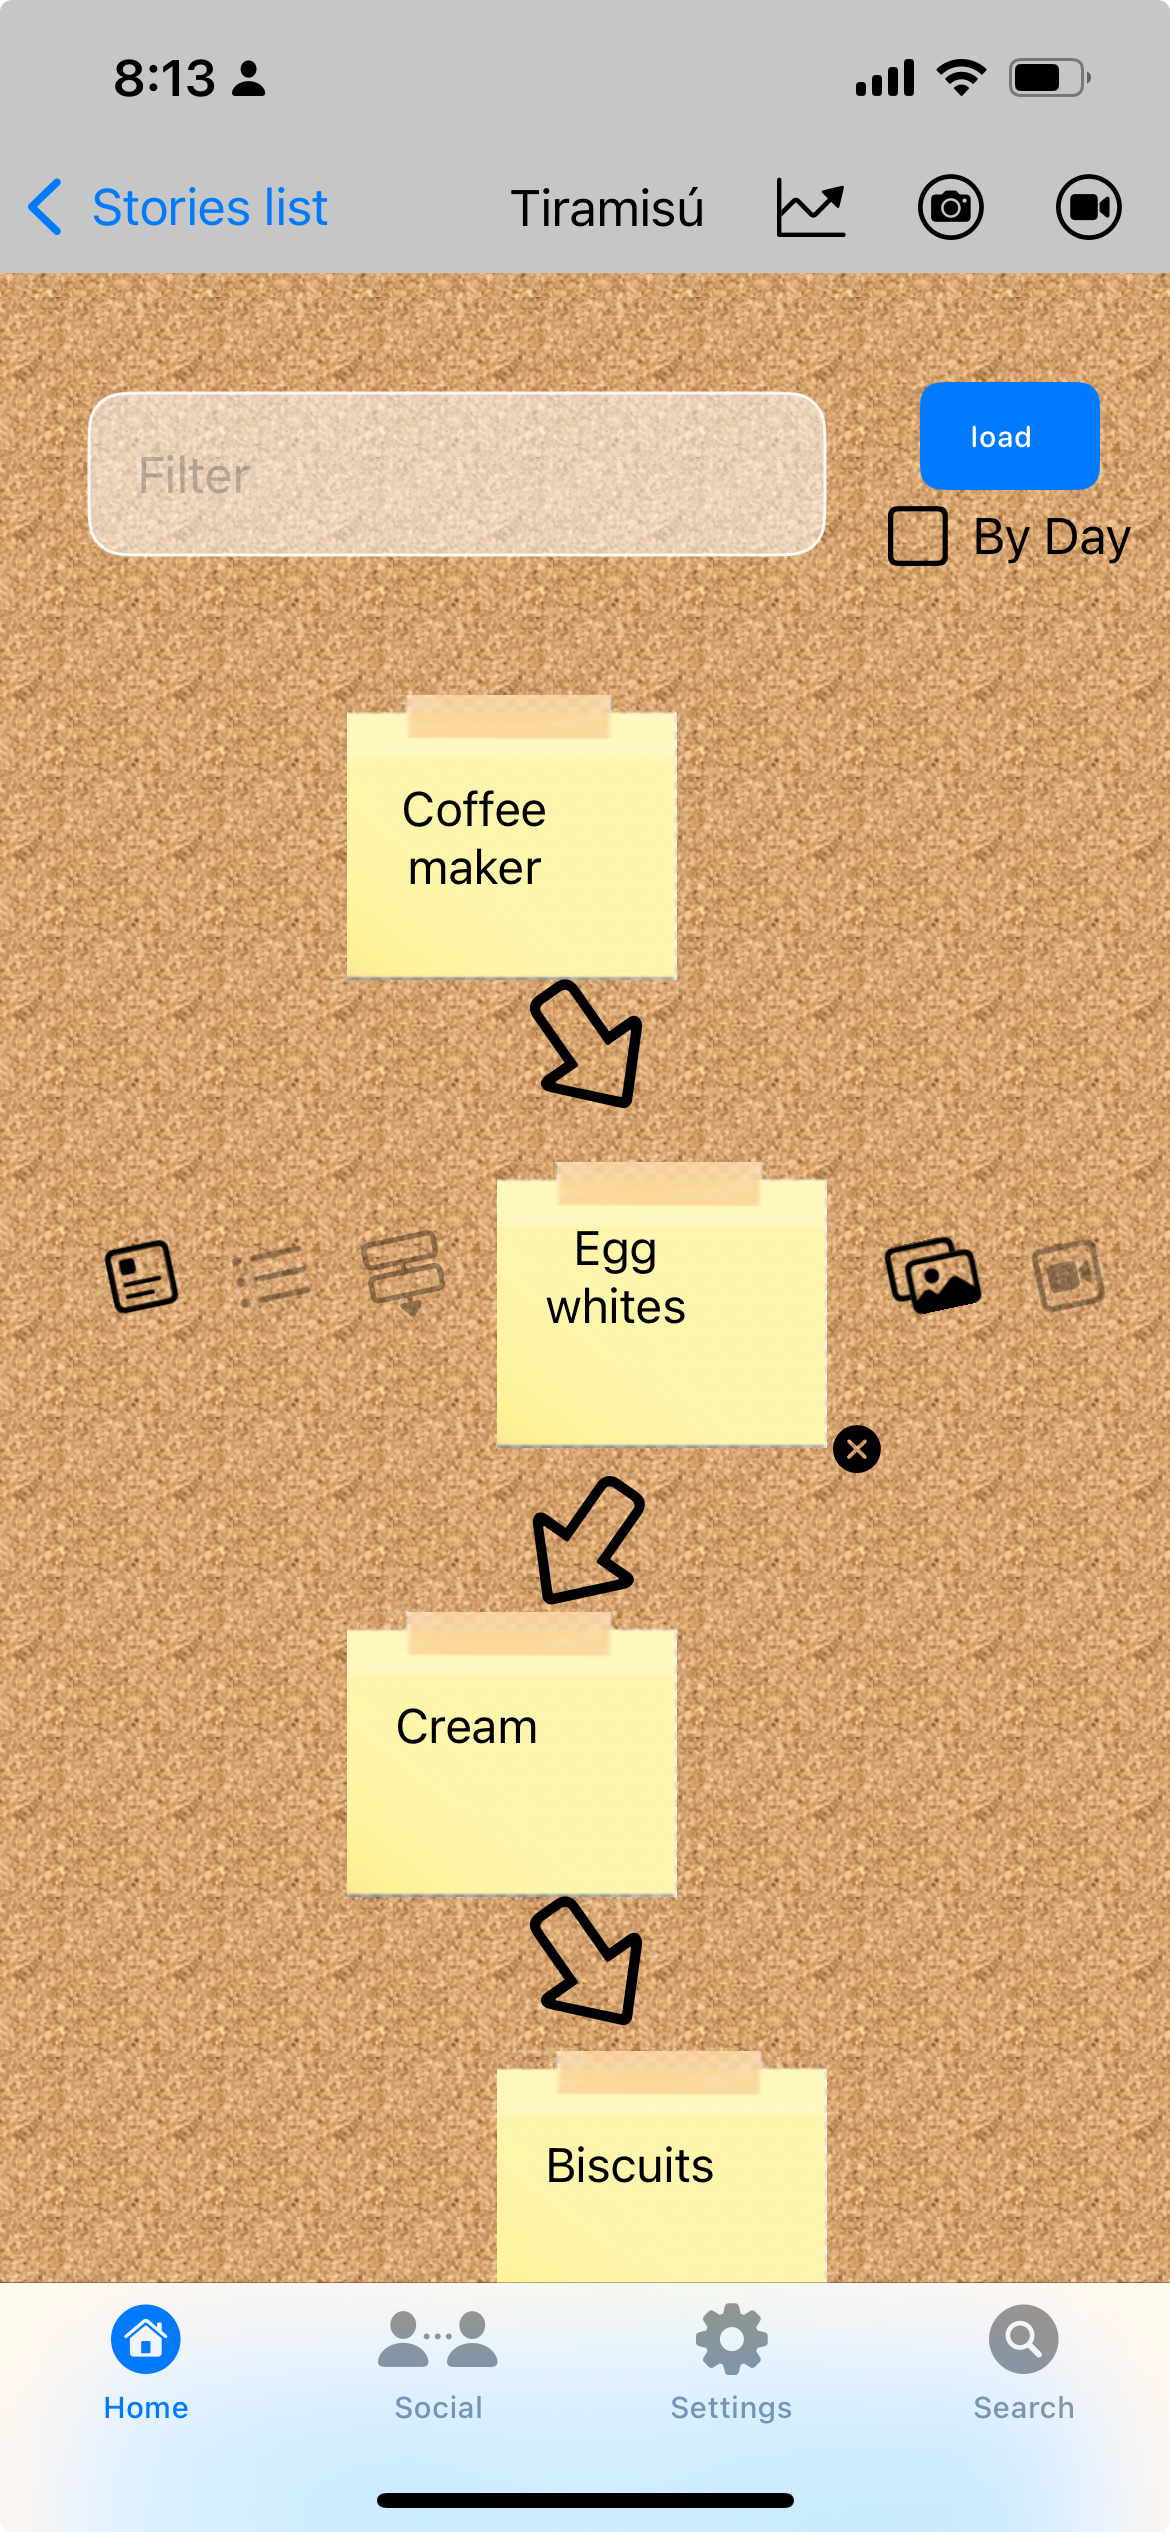 8:13
Stories list
Tiramisú
Filter
load
By Day
Coffee
maker
Egg
whites
Cream
Biscuits
Home
Social
Settings
Search